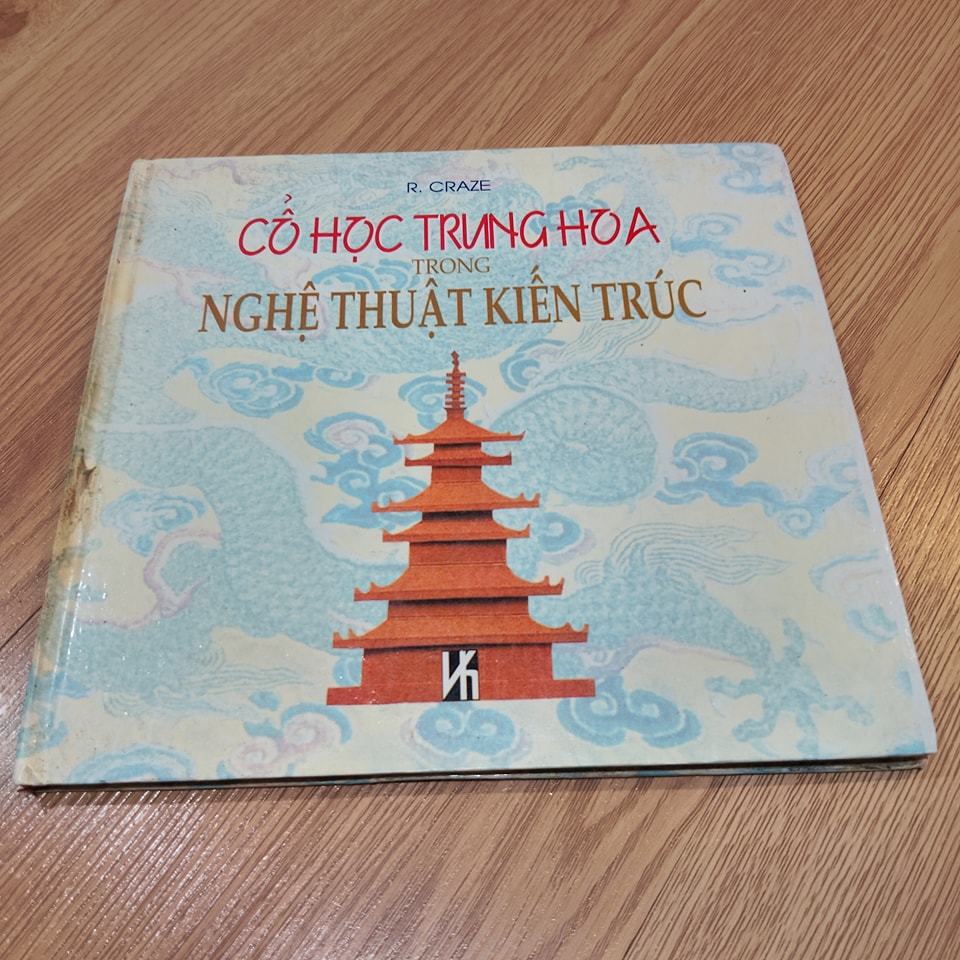 R. CRAZE
CỔ HỌC TRUNG HOA
TRONG
NGHỆ THUẬT KIẾN TRÚC